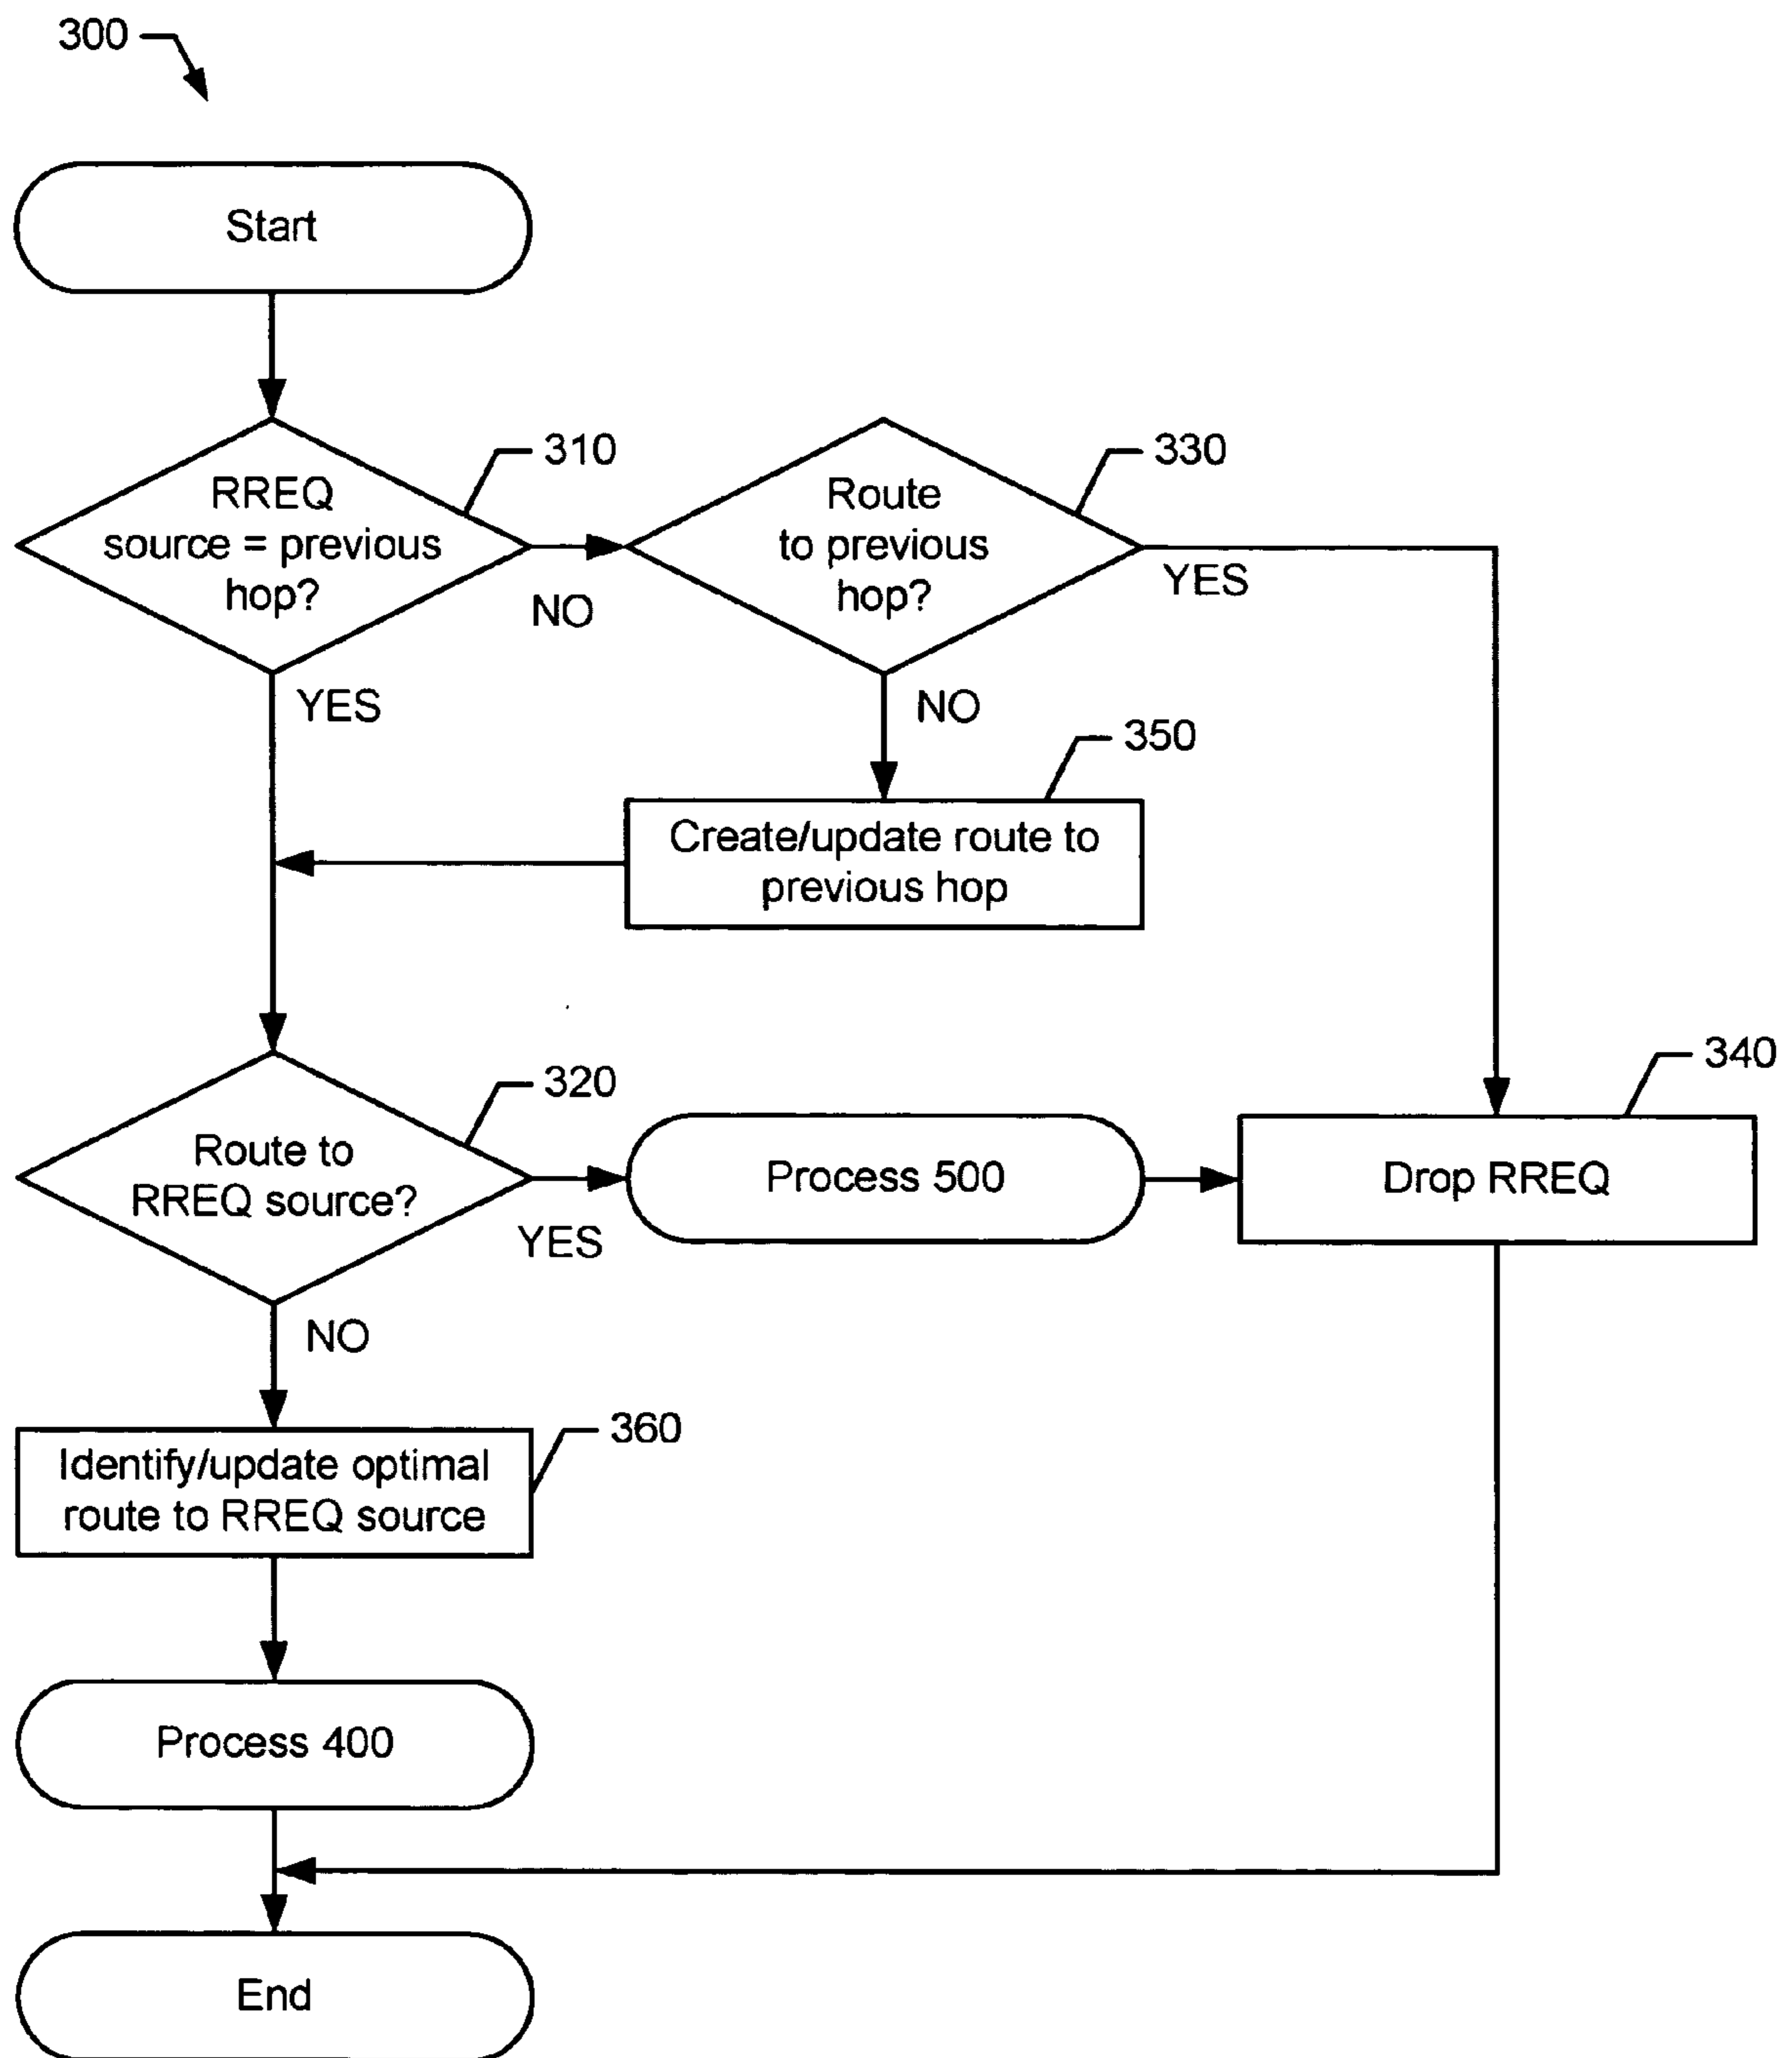 300
Start
310
RREQ
source = previous
hop?
NO
YES
330
Route
to previous
hop?
YES
NO
350
Create/update route to
previous hop
320
Route to
RREQ source?
YES
NO
Process 500
340
Drop RREQ
360
Identify/update optimal
route to RREQ source
Process 400
End